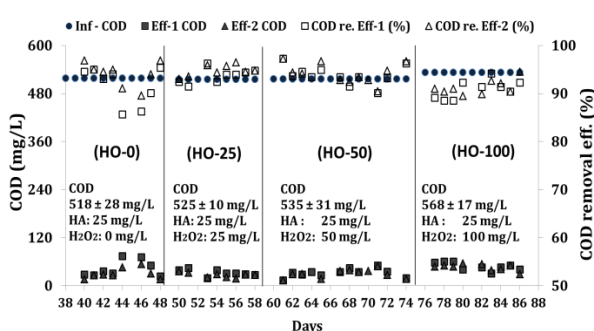 Inf - COD Eff-1 COD Eff-2 COD COD re. Eff-1 (%) COD re. Eff-2 (%)
600 100
480 90
360 80
240 70
120 60
0 50
COD (mg/L)
COD removal eff. (%)
(HO-0) (HO-25) (HO-50) (HO-100)
COD COD COD COD
518 ± 28 mg/L 525 ± 10 mg/L 535 ± 31 mg/L 568 ± 17 mg/L
HA: 25 mg/L HA: 25 mg/L HA : 25 mg/L HA : 25 mg/L
H2O2: 0 mg/L H2O2: 25 mg/L H2O2: 50 mg/L H2O2: 100 mg/L
38 40 42 44 46 48 50 52 54 56 58 60 62 64 66 68 70 72 74 76 78 80 82 84 86 88
Days